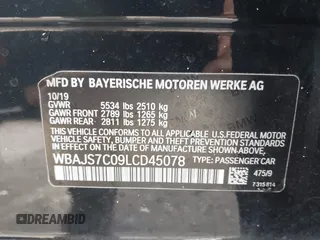 MFD BY BAYERISCHE MOTOREN WERKE AG
10/19
GVWR 5534 lbs 2510 kg
GAWR FRONT 2789 lbs 1265 kg
GAWR REAR 2811 lbs 1275 kg
THIS VEHICLE CONFORMS TO ALL APPLICABLE
FEDERAL MOTOR VEHICLE SAFETY, BUMPER
AND THEFT PREVENTION STANDARDS IN EFFECT
ON THE DATE OF MANUFACTURE SHOWN ABOVE.
WBAJS7C09LCD45078 TYPE: PASSENGER CAR
475/9
7315814
DREAMBID